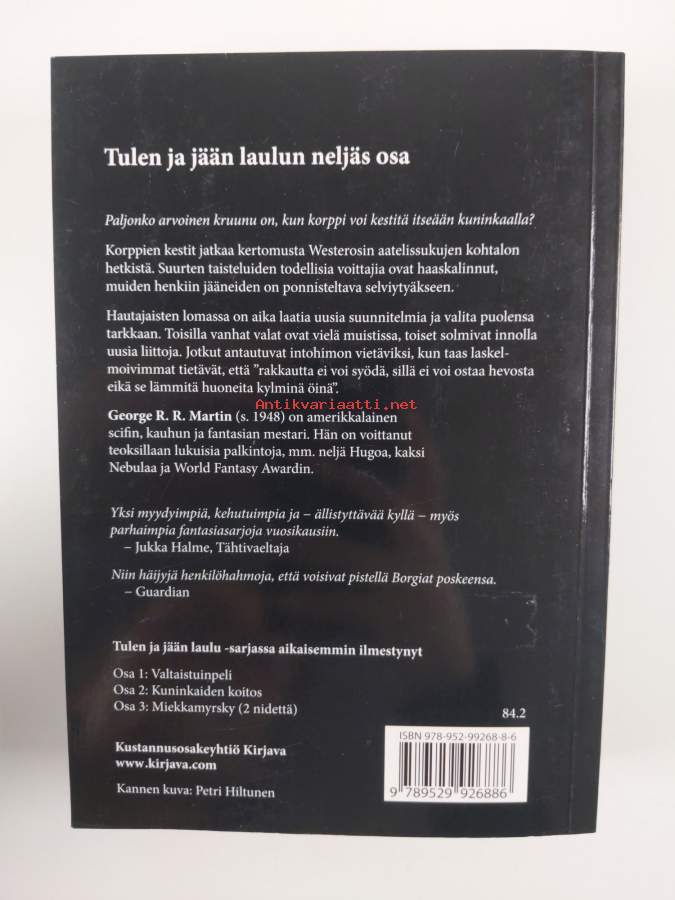 Tulen ja jään laulun neljäs osa
Paljonko arvoinen kruunu on, kun korppi voi kestitä itseään kuninkaalla?
Korppien kestit jatkaa kertomusta Westerosin aatelissukujen kohtalon
hetkistä. Suurten taisteluiden todellisia voittajia ovat haaskalinnut,
muiden henkiin jääneiden on ponnisteltava selviytyäkseen.
Hautajaisten lomassa on aika laatia uusia suunnitelmia ja valita puolensa
tarkkaan. Toisilla vanhat valat ovat vielä muistissa, toiset solmivat innolla
uusia liittoja. Jotkut antautuvat intohimon vietäviksi, kun taas laskel-
moivimmat tietävät, että ”rakkautta ei voi syödä, sillä ei voi ostaa hevosta
eikä se lämmitä huoneita kylminä öinä”.
Antikvariaatti.net
George R. R. Martin (s. 1948) on amerikkalainen
scifin, kauhun ja fantasian mestari. Hän on voittanut
teoksillaan lukuisia palkintoja, mm. neljä Hugoa, kaksi
Nebulaa ja World Fantasy Awardin.
Yksi myydyimpiä, kehutuimpia ja – ällistyttävää kyllä – myös
parhaimpia fantasiasarjoja vuosikausiin.
– Jukka Halme, Tähtivaeltaja
Niin häijyjä henkilöhahmoja, että voisivat pistellä Borgiat poskeensa.
– Guardian
Tulen ja jään laulu -sarjassa aikaisemmin ilmestynyt
Osa 1: Valtaistuinpeli
Osa 2: Kuninkaiden koitos
Osa 3: Miekkamyrsky (2 nidettä)
84.2
ISBN 978-952-99268-8-6
9 789529 926886
Kustannusosakeyhtiö Kirjava
www.kirjava.com
Kannen kuva: Petri Hiltunen